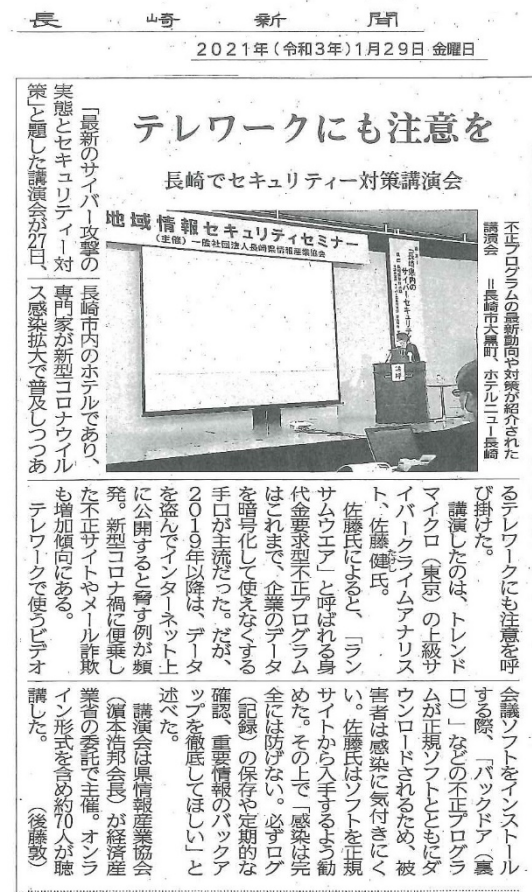 長崎新聞
2021年(令和3年)1月29日 金曜日
テレワークにも注意を
長崎でセキュリティー対策講演会
地域情報セキュリティセミナー
(主催)一般社団法人長崎県情報産業協会
「長崎県内の
サイバーセキュリティ
不正プログラムの最新動向や対策が紹介された
講演会 =長崎市大黒町、ホテルニュー長崎
「最新のサイバー攻撃の
実態とセキュリティー対
策」と題した講演会が27日、
長崎市内のホテルであり、
専門家が新型コロナウイル
ス感染拡大で普及しつつあ
るテレワークにも注意を呼
び掛けた。
講演したのは、トレンド
マイクロ(東京)の上級サ
イバークライムアナリス
ト、佐藤健氏。
たけし
佐藤氏によると、「ラン
サムウエア」と呼ばれる身
代金要求型不正プログラム
はこれまで、企業のデータ
を暗号化して使えなくする
手口が主流だった。だが、
2019年以降は、データ
を盗んでインターネット上
に公開すると脅す例が頻
発。新型コロナ禍に便乗し
た不正サイトやメール詐欺
も増加傾向にある。
テレワークで使うビデオ
会議ソフトをインストール
する際、「バックドア(裏
口)」などの不正プログラ
ムが正規ソフトとともにダ
ウンロードされるため、被
害者は感染に気付きにく
い。佐藤氏はソフトを正規
サイトから入手するよう勧
めた。その上で「感染は完
全には防げない。必ずログ
(記録)の保存や定期的な
確認、重要情報のバックア
ップを徹底してほしい」と
述べた。
講演会は県情報産業協会
(濵本浩邦会長)が経済産
業省の委託で主催。オンラ
イン形式を含め約70人が聴
講した。 (後藤敦)